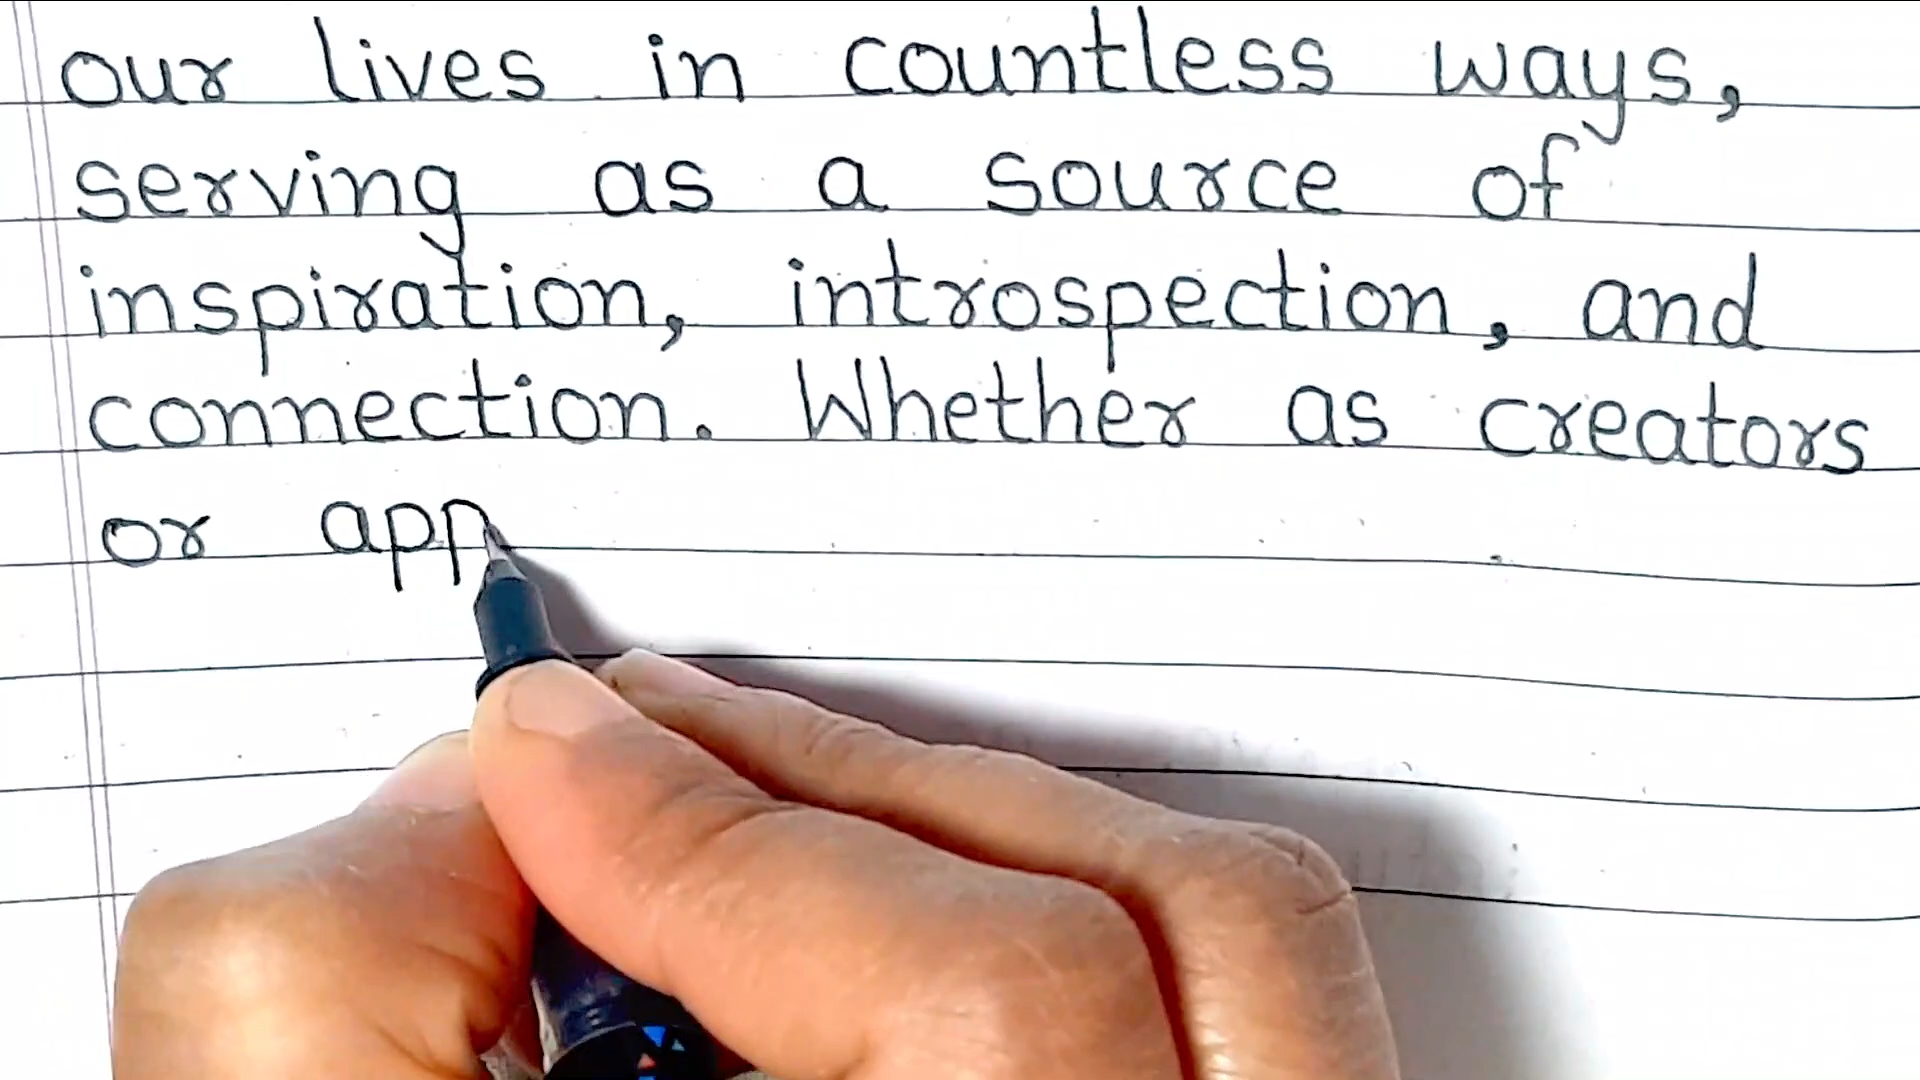 our lives in countless ways,
serving as a source of
inspiration, introspection, and
connection. Whether as creators
or app